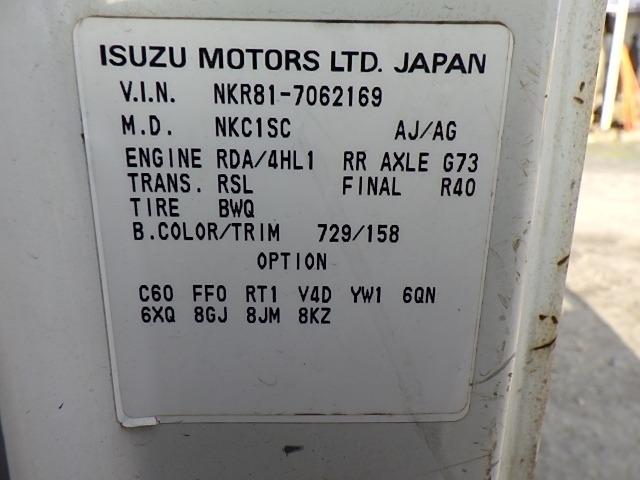 ISUZU MOTORS LTD. JAPAN
V.I.N. NKR81-7062169
M.D. NKC1SC AJ/AG
ENGINE RDA/4HL1 RR AXLE G73
TRANS. RSL FINAL R40
TIRE BWQ
B.COLOR/TRIM 729/158
OPTION
C60 FF0 RT1 V4D YW1 6QN
6XQ 8GJ 8JM 8KZ